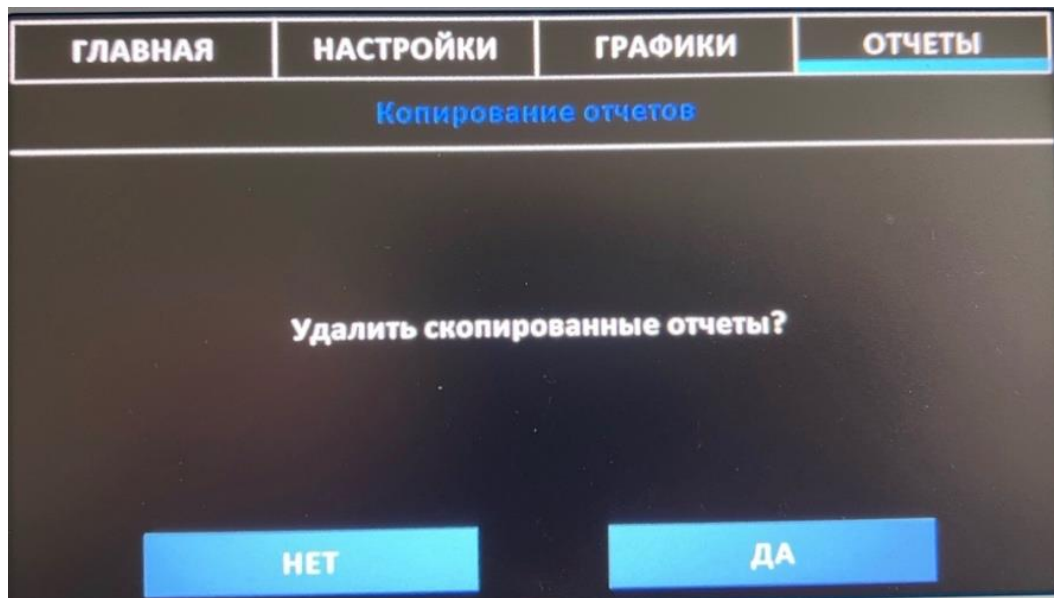 ГЛАВНАЯ НАСТРОЙКИ ГРАФИКИ ОТЧЕТЫ
Копирование отчетов
Удалить скопированные отчеты?
НЕТ ДА